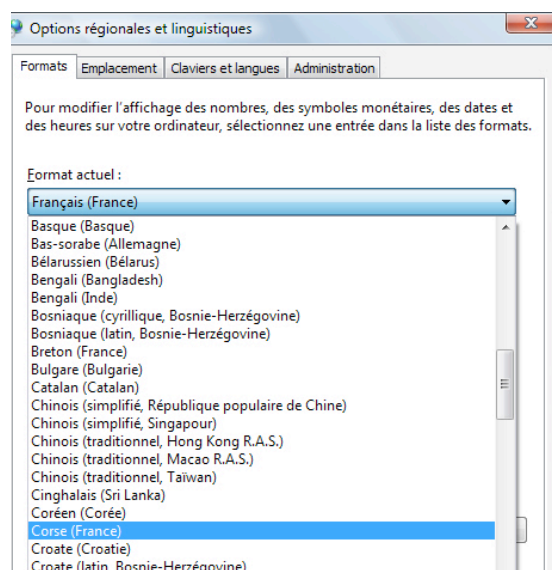 Options régionales et linguistiques
Formats Emplacement Claviers et langues Administration
Pour modifier l'affichage des nombres, des symboles monétaires, des dates et
des heures sur votre ordinateur, sélectionnez une entrée dans la liste des formats.
Format actuel :
Français (France)
Basque (Basque)
Bas-sorabe (Allemagne)
Bélarussien (Bélarus)
Bengali (Bangladesh)
Bengali (Inde)
Bosniaque (cyrillique, Bosnie-Herzégovine)
Bosniaque (latin, Bosnie-Herzégovine)
Breton (France)
Bulgare (Bulgarie)
Catalan (Catalan)
Chinois (simplifié, République populaire de Chine)
Chinois (simplifié, Singapour)
Chinois (traditionnel, Hong Kong R.A.S.)
Chinois (traditionnel, Macao R.A.S.)
Chinois (traditionnel, Taïwan)
Cinghalais (Sri Lanka)
Coréen (Corée)
Corse (France)
Croate (Croatie)
Croate (latin, Bosnie-Herzégovine)